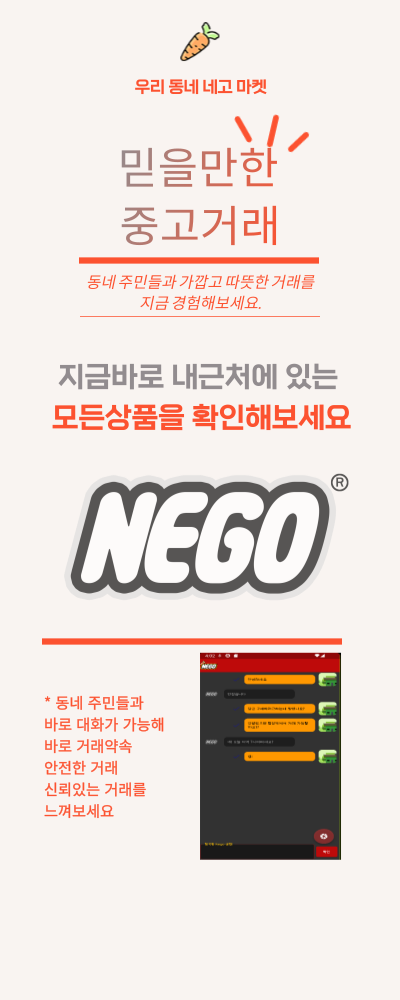 우리 동네 네고 마켓
믿을만한
중고거래
동네 주민들과 가깝고 따뜻한 거래를
지금 경험해보세요.
지금바로 내근처에 있는
모든상품을 확인해보세요
NEGO®
* 동네 주민들과
바로 대화가 가능해
바로 거래약속
안전한 거래
신뢰있는 거래를
느껴보세요
4:02
NEGO
NEGO
NEGO